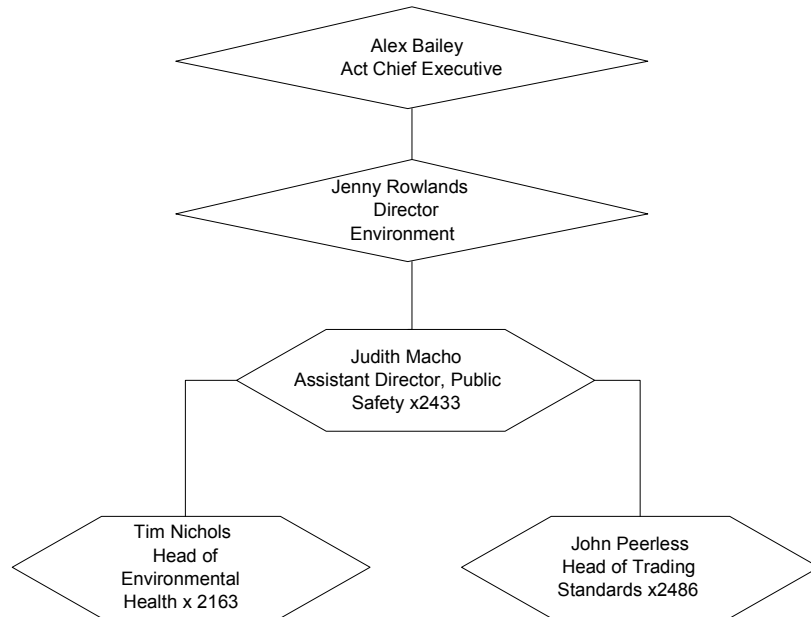 Alex Bailey
Act Chief Executive
Jenny Rowlands
Director
Environment
Judith Macho
Assistant Director, Public
Safety x2433
Tim Nichols
Head of
Environmental
Health x 2163
John Peerless
Head of Trading
Standards x2486